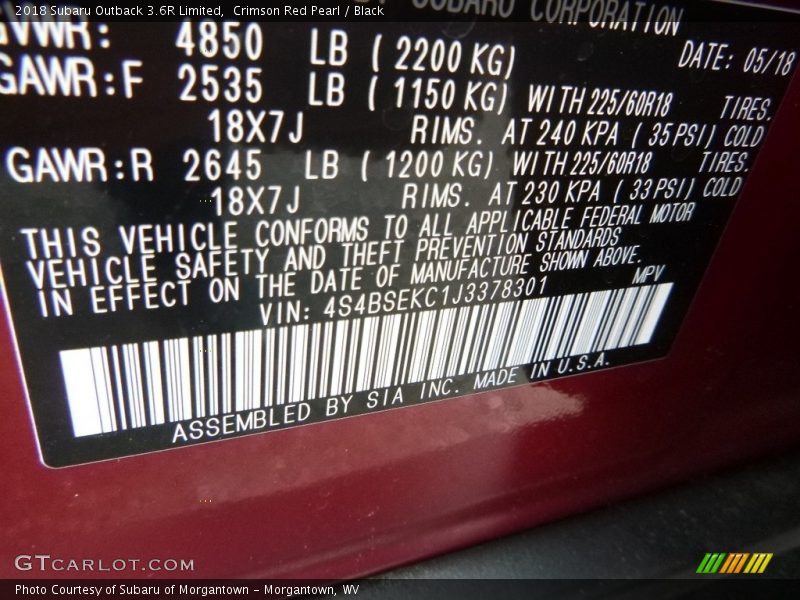 2018 Subaru Outback 3.6R Limited, Crimson Red Pearl / Black
SUBARU CORPORATION
GVWR: 4850 LB ( 2200 KG) DATE: 05/18
GAWR:F 2535 LB ( 1150 KG) WITH 225/60R18 TIRES.
18X7J RIMS. AT 240 KPA ( 35 PSI) COLD
GAWR:R 2645 LB ( 1200 KG) WITH 225/60R18 TIRES.
18X7J RIMS. AT 230 KPA ( 33 PSI) COLD
THIS VEHICLE CONFORMS TO ALL APPLICABLE FEDERAL MOTOR
VEHICLE SAFETY AND THEFT PREVENTION STANDARDS
IN EFFECT ON THE DATE OF MANUFACTURE SHOWN ABOVE.
VIN: 4S4BSEKC1J3378301 MPV
ASSEMBLED BY SIA INC. MADE IN U.S.A.
GTCARLOT.COM
Photo Courtesy of Subaru of Morgantown - Morgantown, WV